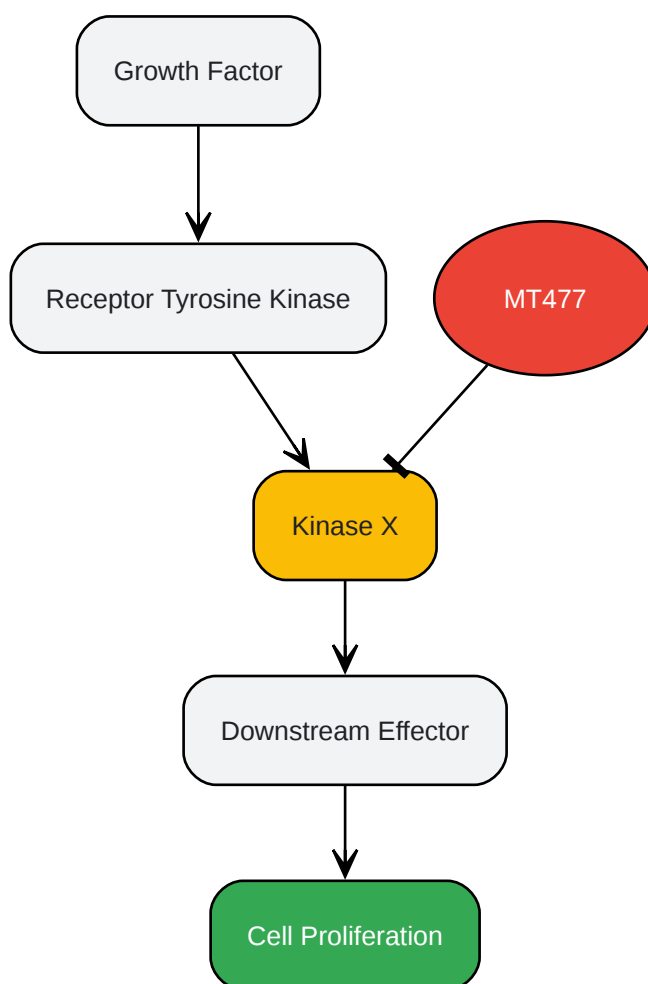 Growth Factor
Receptor Tyrosine Kinase
MT477
Kinase X
Downstream Effector
Cell Proliferation